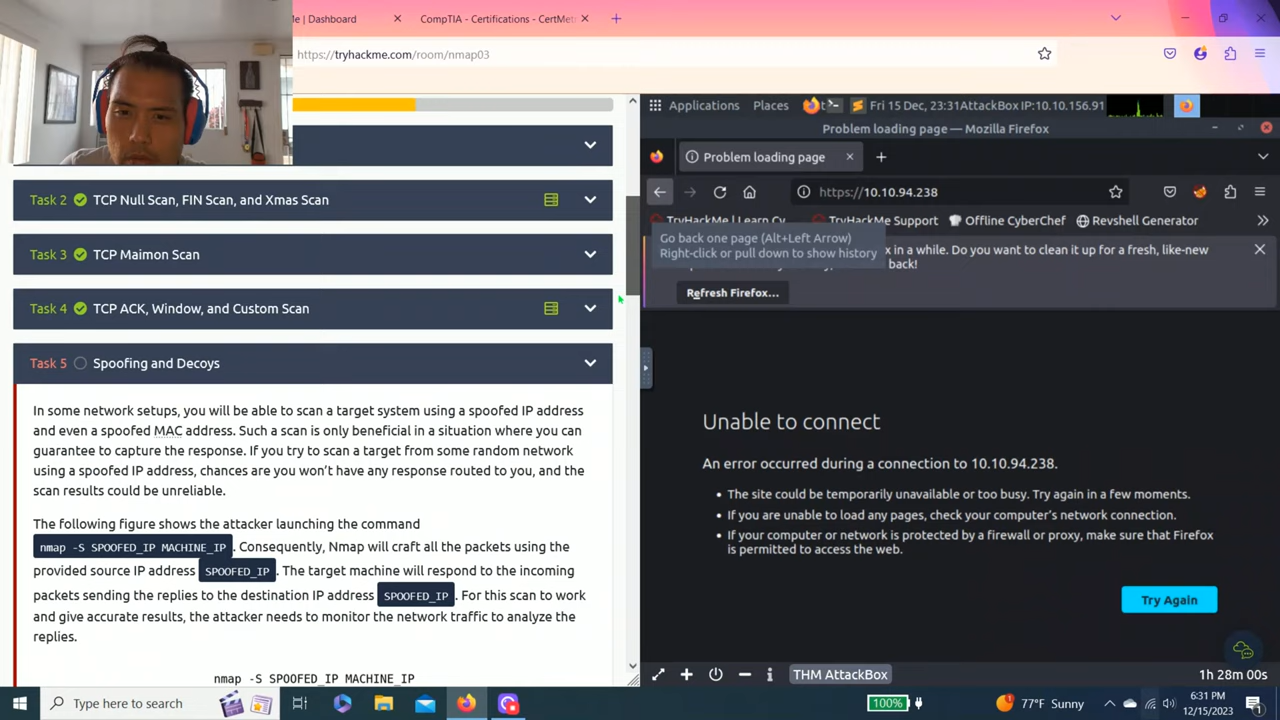 Me | Dashboard
CompTIA - Certifications - CertMet
https://tryhackme.com/room/nmap03
Task 2 TCP Null Scan, FIN Scan, and Xmas Scan
Task 3 TCP Maimon Scan
Task 4 TCP ACK, Window, and Custom Scan
Task 5 Spoofing and Decoys
In some network setups, you will be able to scan a target system using a spoofed IP address
and even a spoofed MAC address. Such a scan is only beneficial in a situation where you can
guarantee to capture the response. If you try to scan a target from some random network
using a spoofed IP address, chances are you won't have any response routed to you, and the
scan results could be unreliable.
The following figure shows the attacker launching the command
nmap -S SPOOFED_IP MACHINE_IP . Consequently, Nmap will craft all the packets using the
provided source IP address SPOOFED_IP . The target machine will respond to the incoming
packets sending the replies to the destination IP address SPOOFED_IP . For this scan to work
and give accurate results, the attacker needs to monitor the network traffic to analyze the
replies.
nmap -S SPOOFED_IP MACHINE_IP
Applications Places Fri 15 Dec, 23:31 AttackBox IP:10.10.156.91
Problem loading page — Mozilla Firefox
Problem loading page
https://10.10.94.238
TryHackMe | Learn Cy TryHackMe Support Offline CyberChef Revshell Generator
Go back one page (Alt+Left Arrow)
Right-click or pull down to show history
x in a while. Do you want to clean it up for a fresh, like-new
back!
Refresh Firefox...
Unable to connect
An error occurred during a connection to 10.10.94.238.
The site could be temporarily unavailable or too busy. Try again in a few moments.
If you are unable to load any pages, check your computer's network connection.
If your computer or network is protected by a firewall or proxy, make sure that Firefox
is permitted to access the web.
Try Again
THM AttackBox
1h 28m 00s
Type here to search
100%
77°F Sunny
6:31 PM
12/15/2023